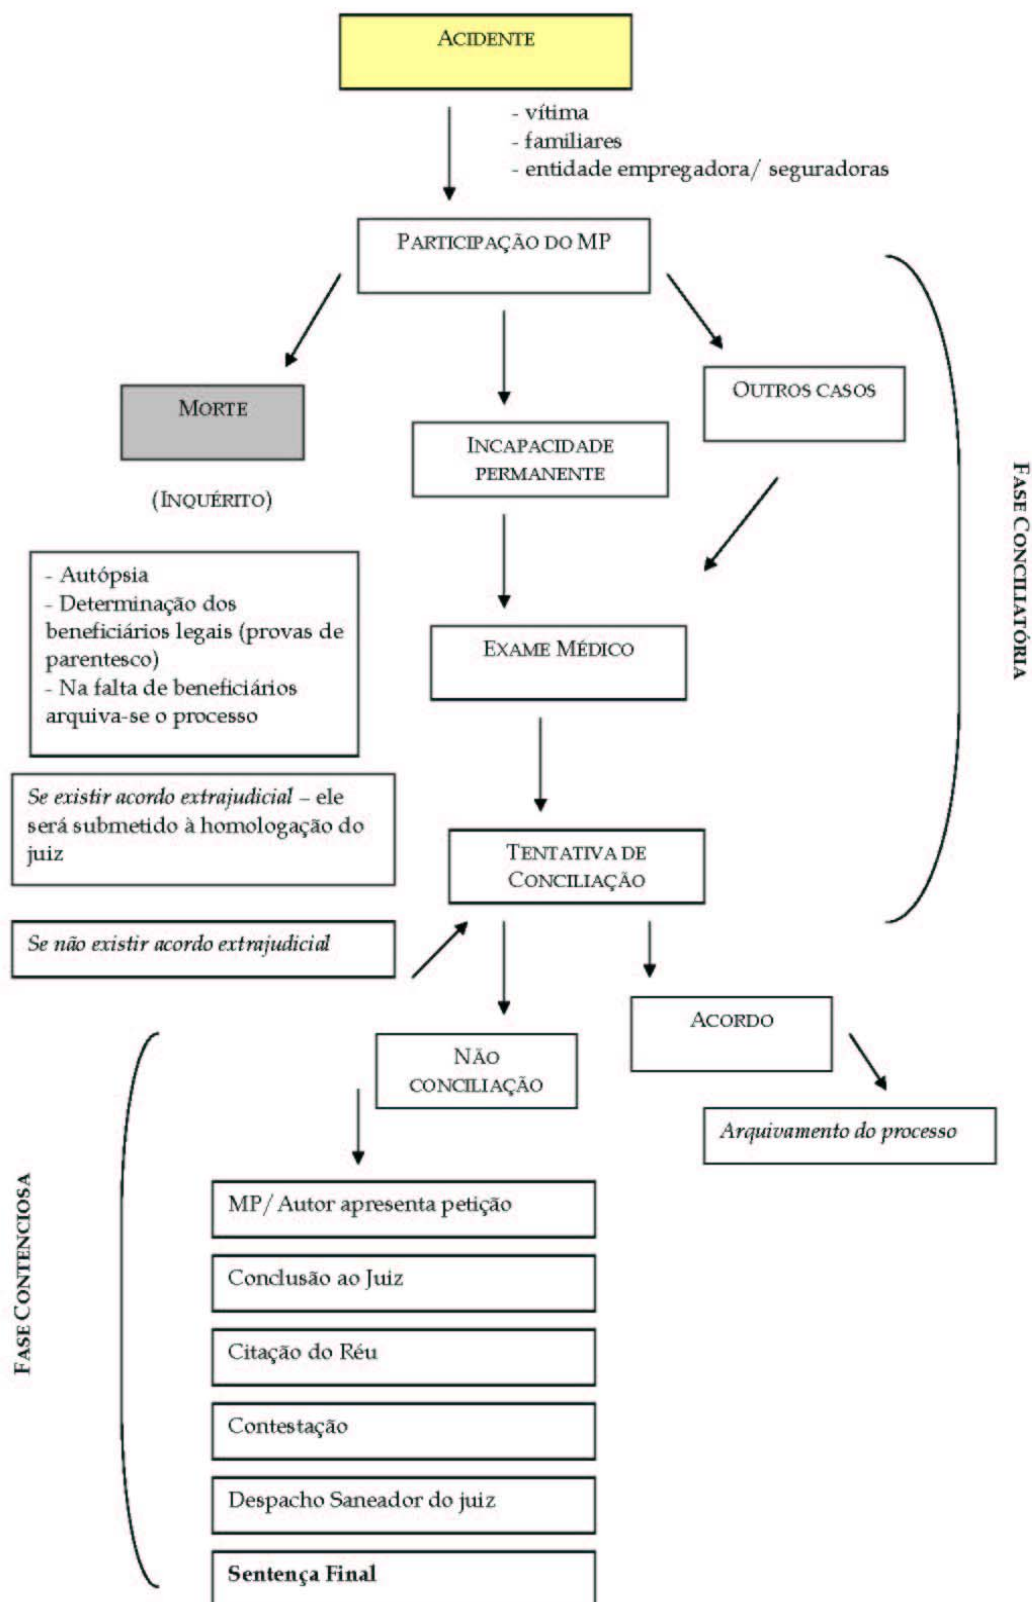 ACIDENTE
- vítima
- familiares
- entidade empregadora/ seguradoras
PARTICIPAÇÃO DO MP
MORTE
(INQUÉRITO)
INCAPACIDADE
PERMANENTE
OUTROS CASOS
- Autópsia
- Determinação dos
beneficiários legais (provas de
parentesco)
- Na falta de beneficiários
arquiva-se o processo
EXAME MÉDICO
FASE CONCILIATÓRIA
Se existir acordo extrajudicial – ele
será submetido à homologação do
juiz
TENTATIVA DE
CONCILIAÇÃO
Se não existir acordo extrajudicial
NÃO
CONCILIAÇÃO
ACORDO
Arquivamento do processo
FASE CONTENCIOSA
MP/Autor apresenta petição
Conclusão ao Juiz
Citação do Réu
Contestação
Despacho Saneador do juiz
Sentença Final